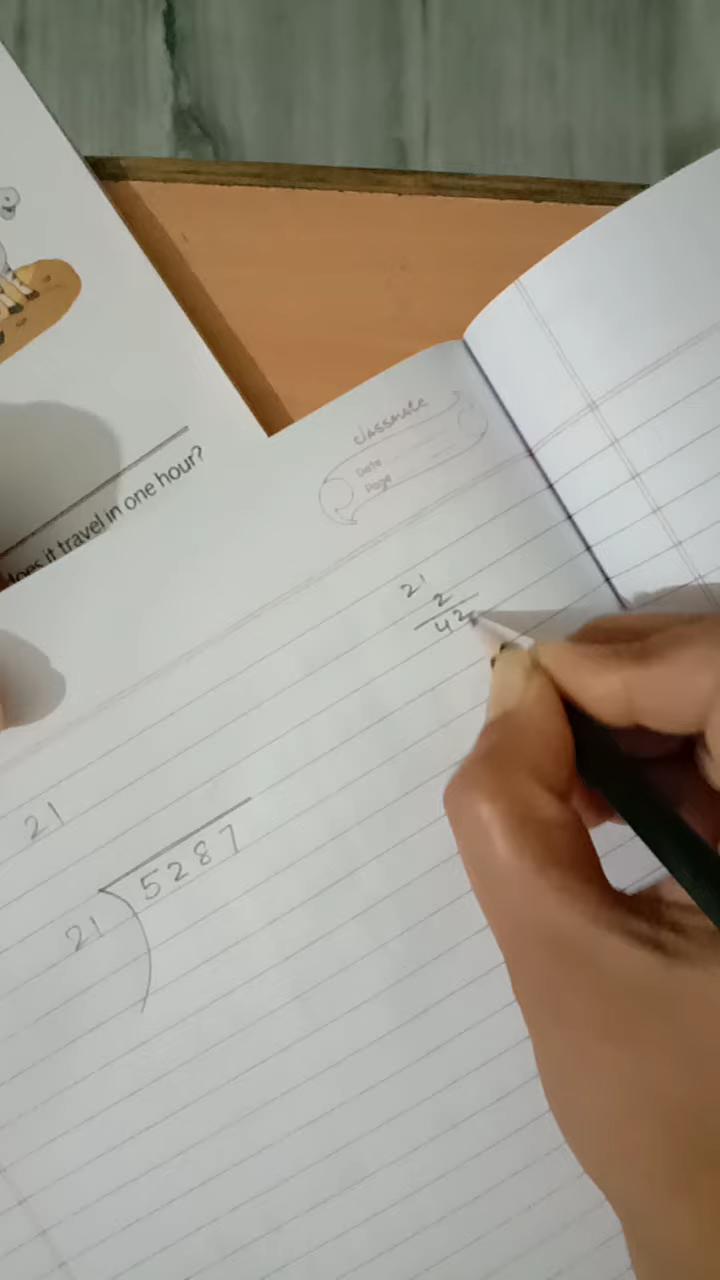 does it travel in one hour?
classmate
Date
Page
21
2
42
21
5287
21